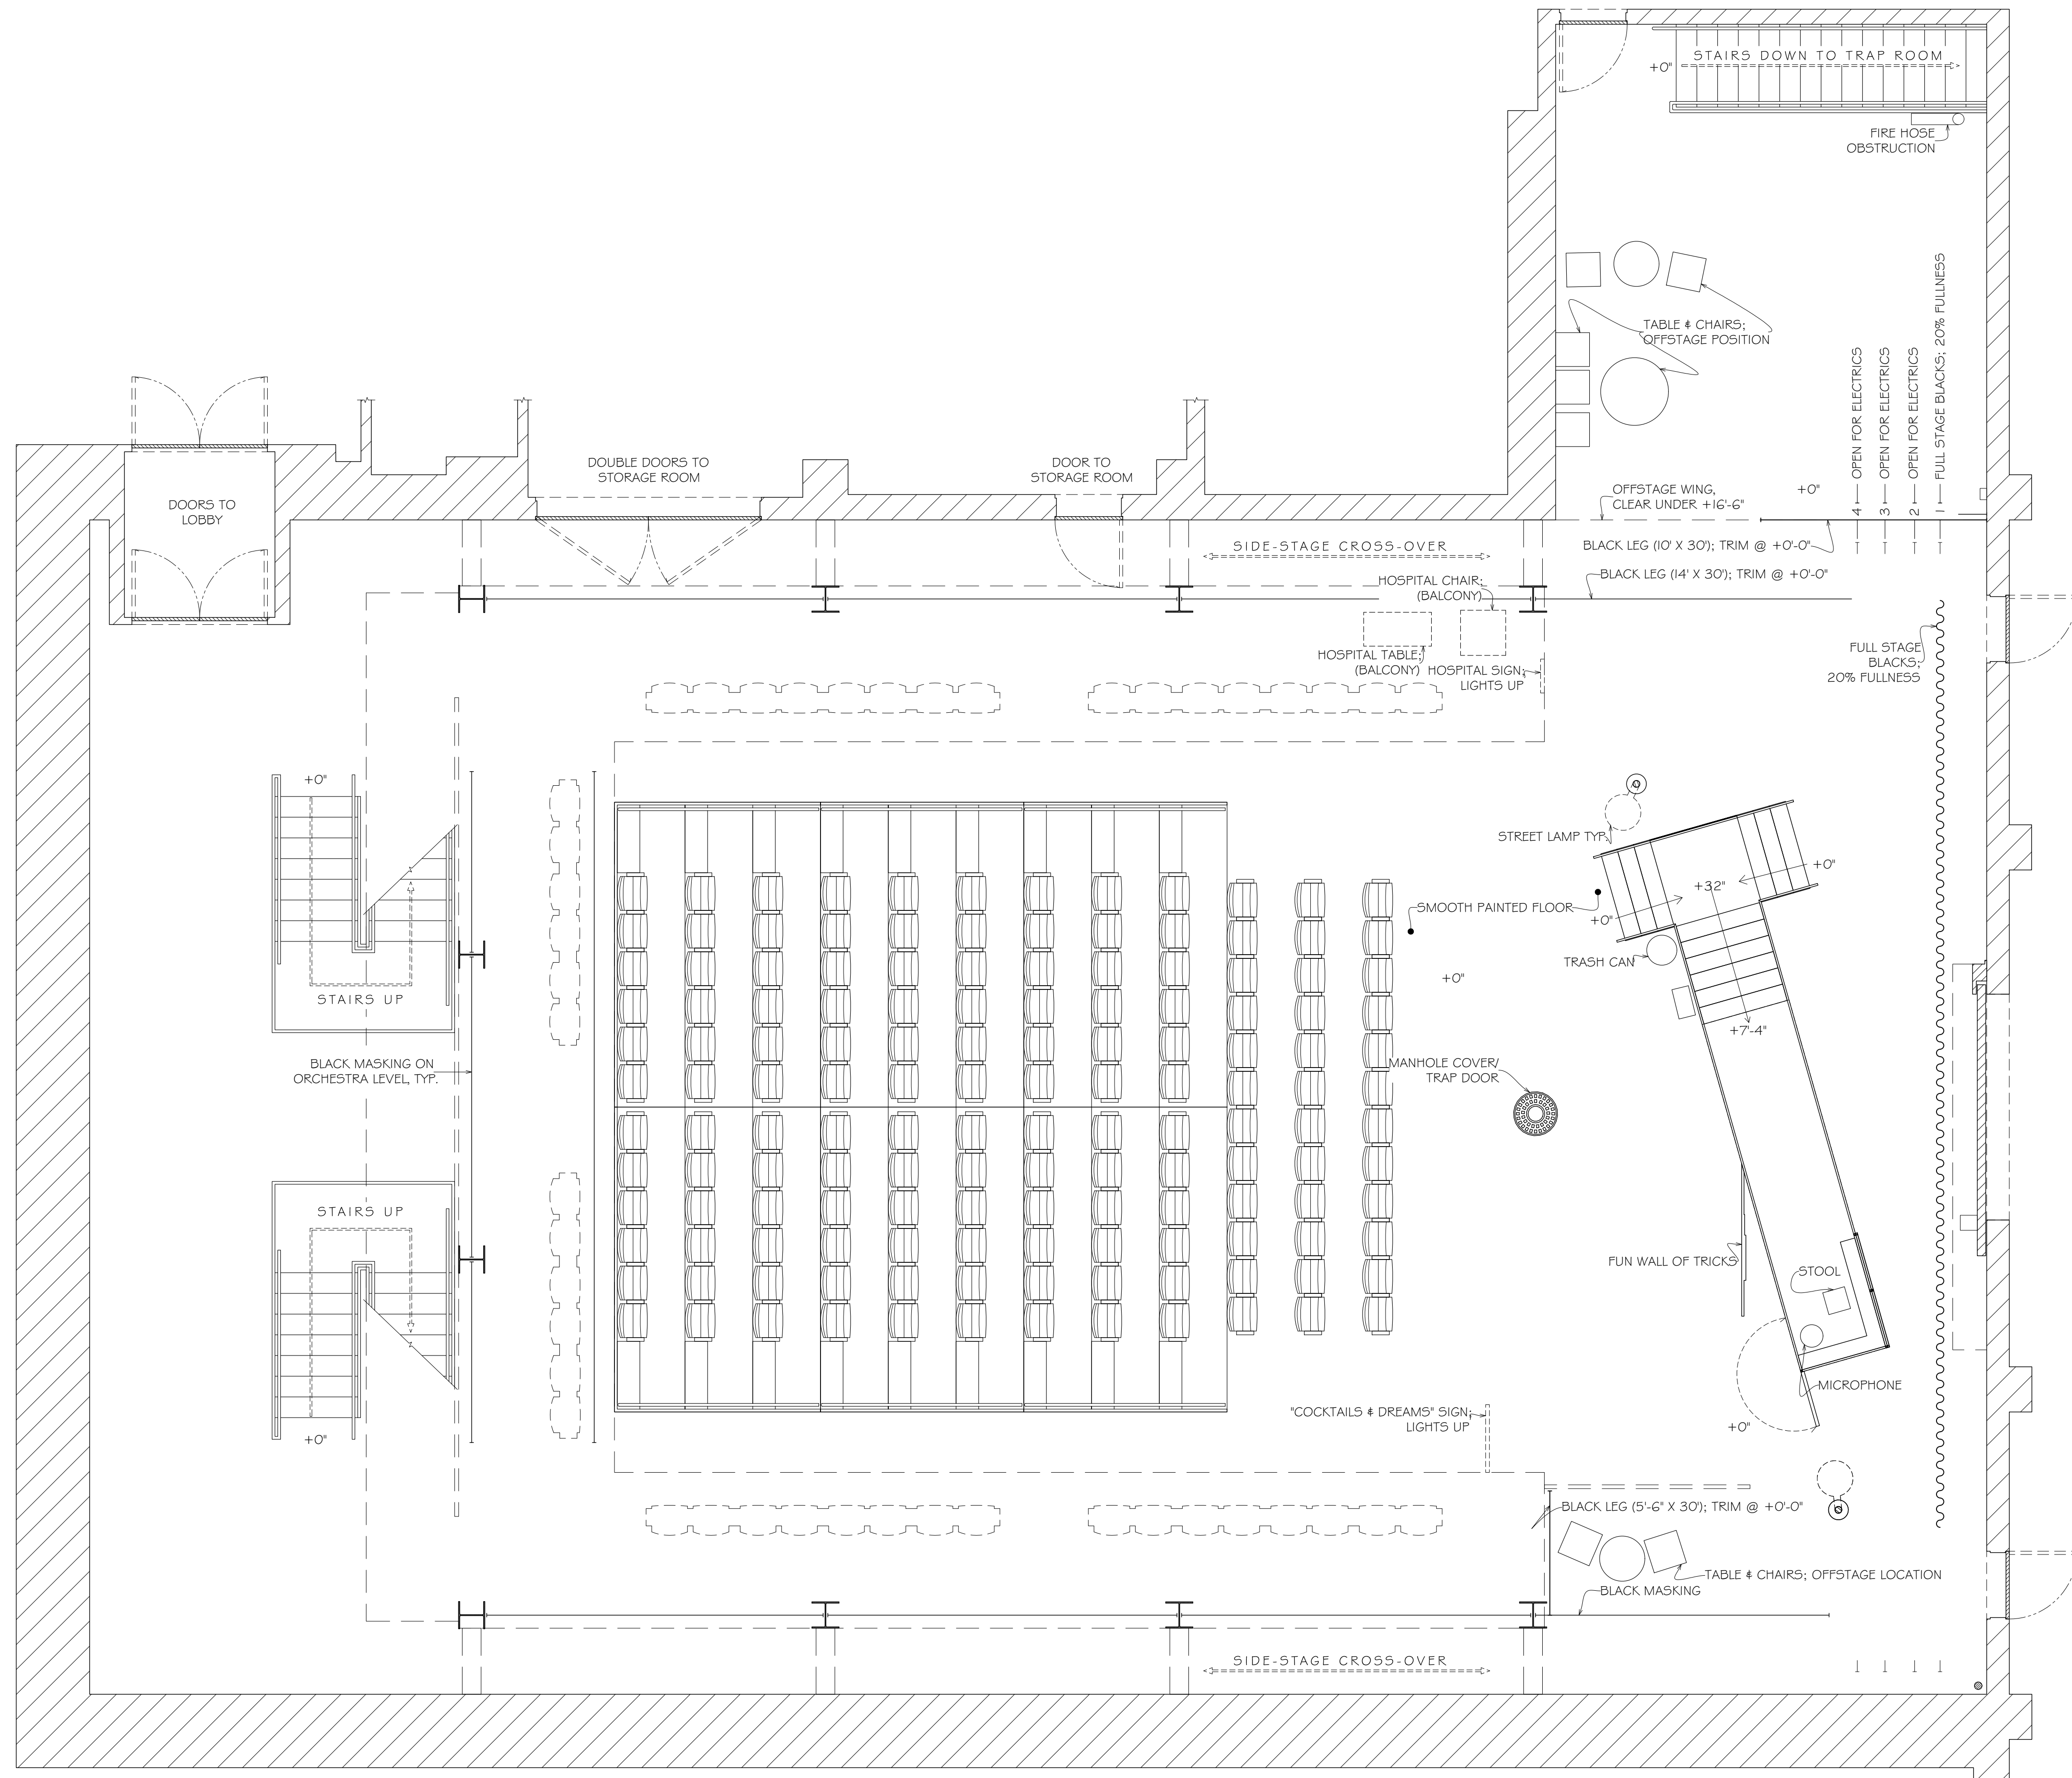 STAIRS DOWN TO TRAP ROOM
+0"
FIRE HOSE
OBSTRUCTION
TABLE & CHAIRS;
OFFSTAGE POSITION
4 OPEN FOR ELECTRICS
3 OPEN FOR ELECTRICS
2 OPEN FOR ELECTRICS
1 FULL STAGE BLACKS; 20% FULLNESS
DOUBLE DOORS TO
STORAGE ROOM
DOOR TO
STORAGE ROOM
DOORS TO
LOBBY
OFFSTAGE WING,
CLEAR UNDER +16'-6"
+0"
SIDE-STAGE CROSS-OVER
BLACK LEG (10' X 30'); TRIM @ +0'-0"
BLACK LEG (14' X 30'); TRIM @ +0'-0"
HOSPITAL CHAIR;
(BALCONY)
HOSPITAL TABLE;
(BALCONY)
HOSPITAL SIGN;
LIGHTS UP
FULL STAGE
BLACKS;
20% FULLNESS
+0"
STAIRS UP
STREET LAMP TYP.
+0"
+32"
+0"
SMOOTH PAINTED FLOOR
TRASH CAN
+0"
+7'-4"
BLACK MASKING ON
ORCHESTRA LEVEL, TYP.
MANHOLE COVER/
TRAP DOOR
STAIRS UP
+0"
FUN WALL OF TRICKS
STOOL
MICROPHONE
"COCKTAILS & DREAMS" SIGN;
LIGHTS UP
+0"
BLACK LEG (5'-6" X 30'); TRIM @ +0'-0"
TABLE & CHAIRS; OFFSTAGE LOCATION
BLACK MASKING
SIDE-STAGE CROSS-OVER